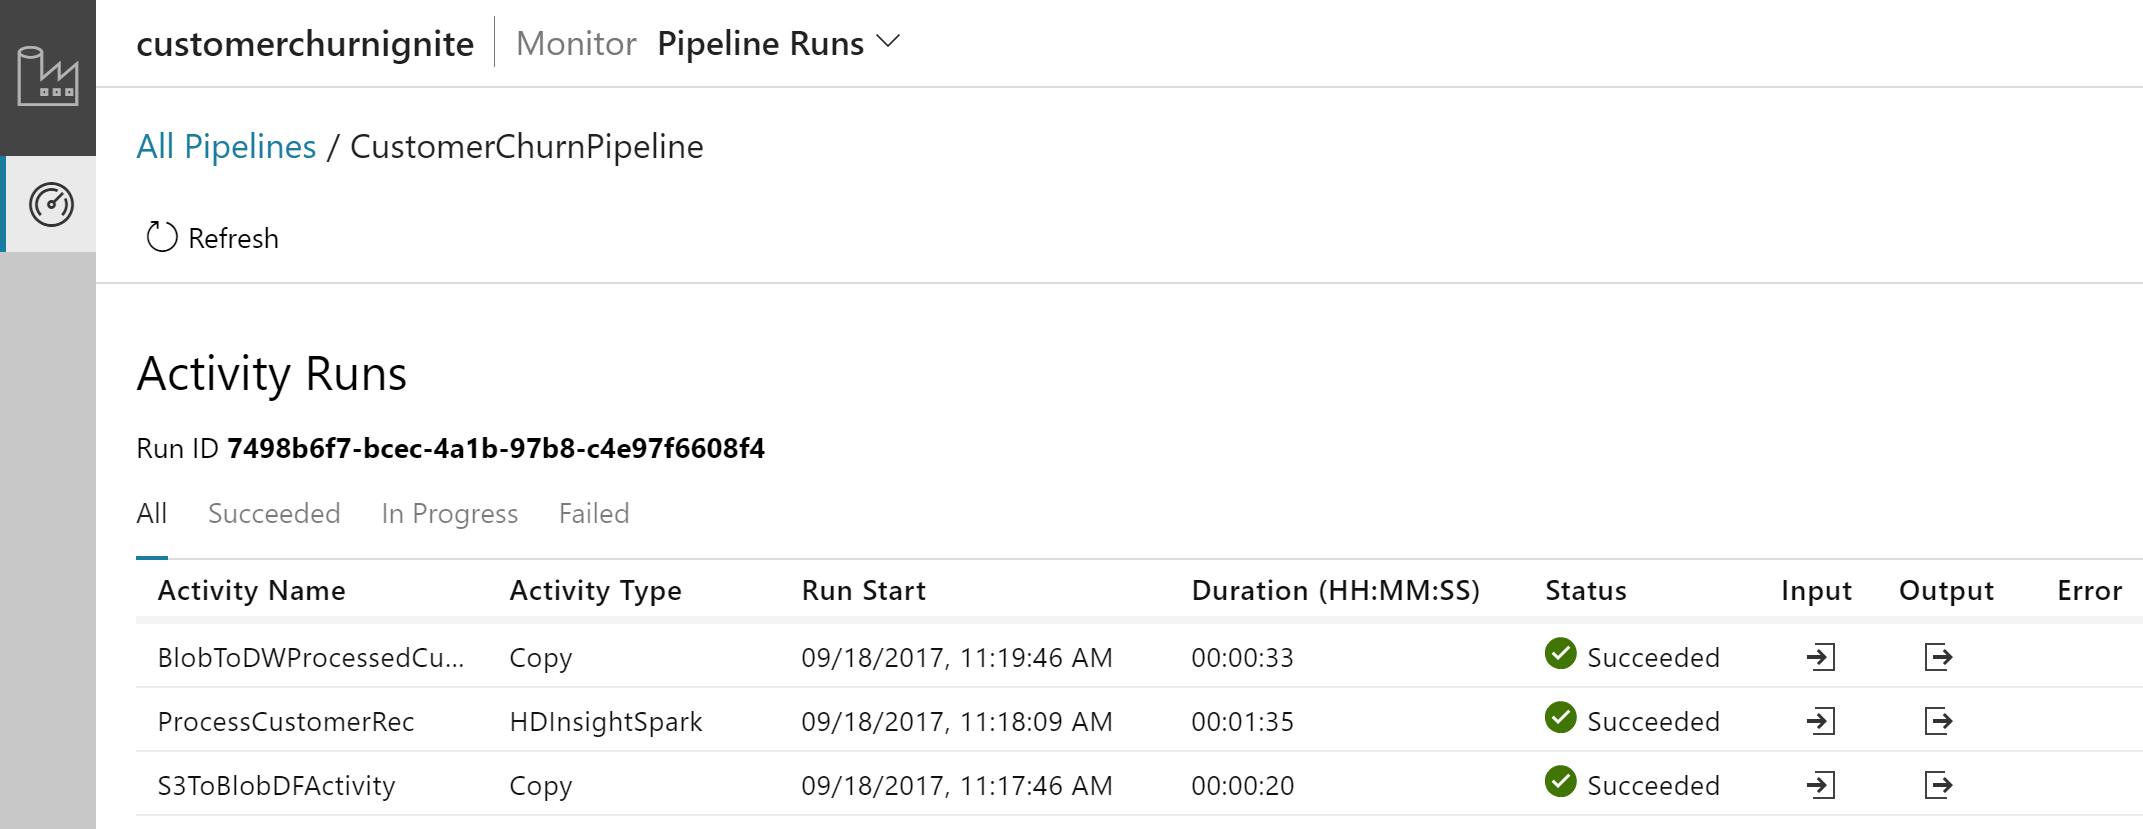 customerchurnignite Monitor Pipeline Runs
All Pipelines / CustomerChurnPipeline
Refresh
Activity Runs
Run ID 7498b6f7-bcec-4a1b-97b8-c4e97f6608f4
All Succeeded In Progress Failed
Activity Name Activity Type Run Start Duration (HH:MM:SS) Status Input Output Error
BlobToDWProcessedCu... Copy 09/18/2017, 11:19:46 AM 00:00:33 Succeeded
ProcessCustomerRec HDInsightSpark 09/18/2017, 11:18:09 AM 00:01:35 Succeeded
S3ToBlobDFActivity Copy 09/18/2017, 11:17:46 AM 00:00:20 Succeeded